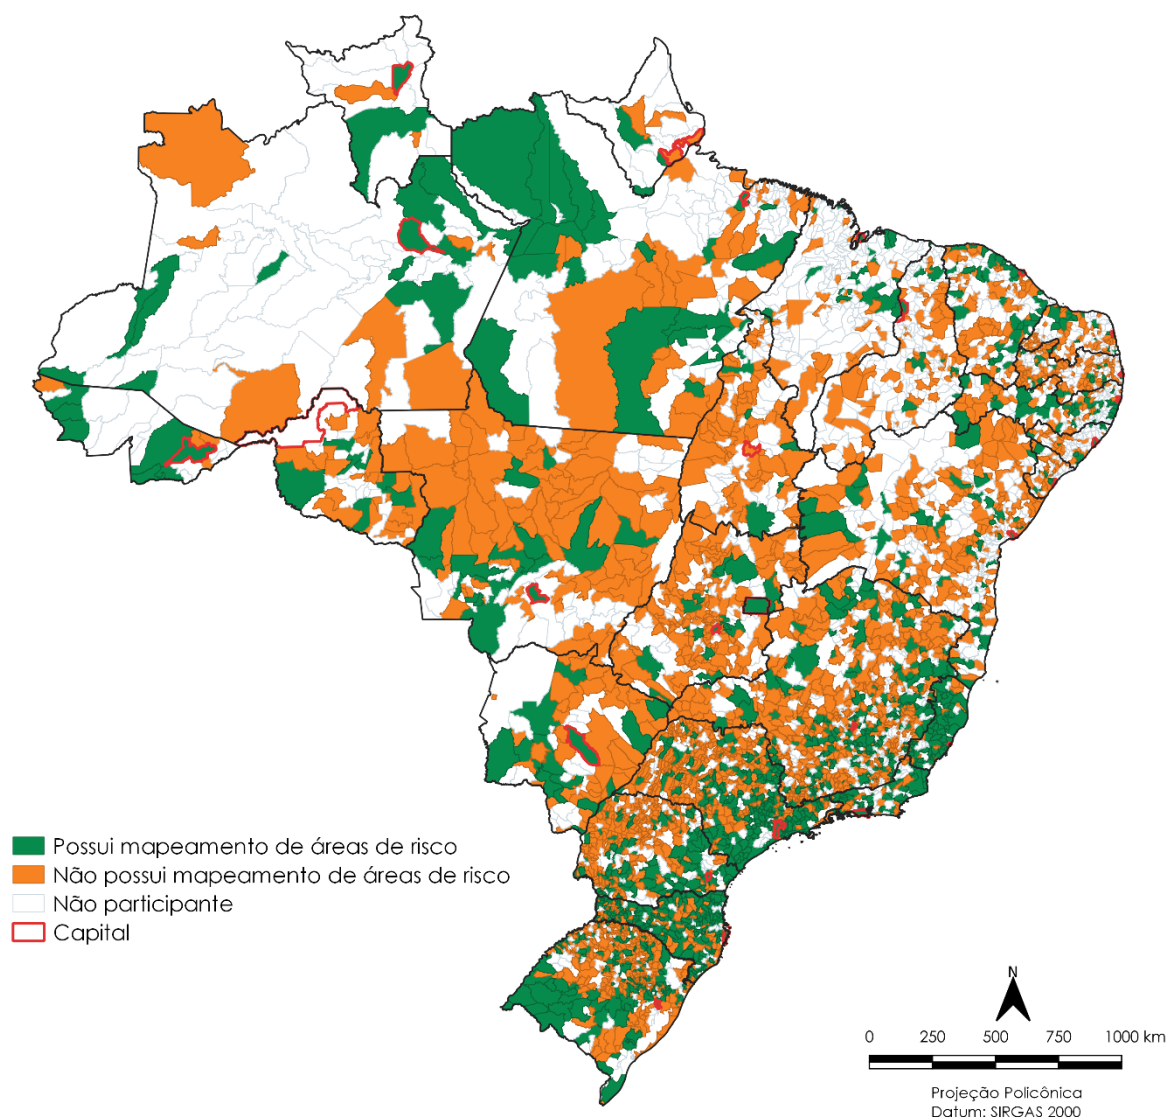 Possui mapeamento de áreas de risco
Não possui mapeamento de áreas de risco
Não participante
Capital
N
0 250 500 750 1000 km
Projeção Policônica
Datum: SIRGAS 2000